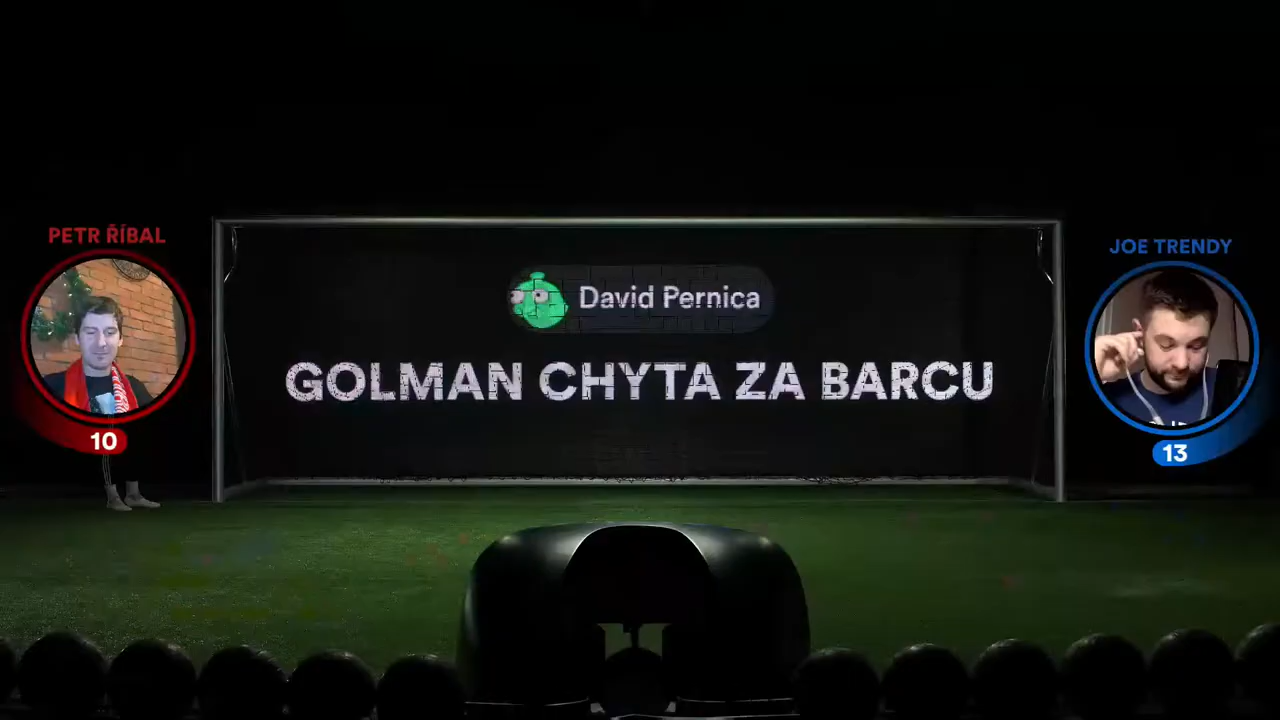 PETR ŘÍBAL
10
David Pernica
GOLMAN CHYTA ZA BARCU
JOE TRENDY
13